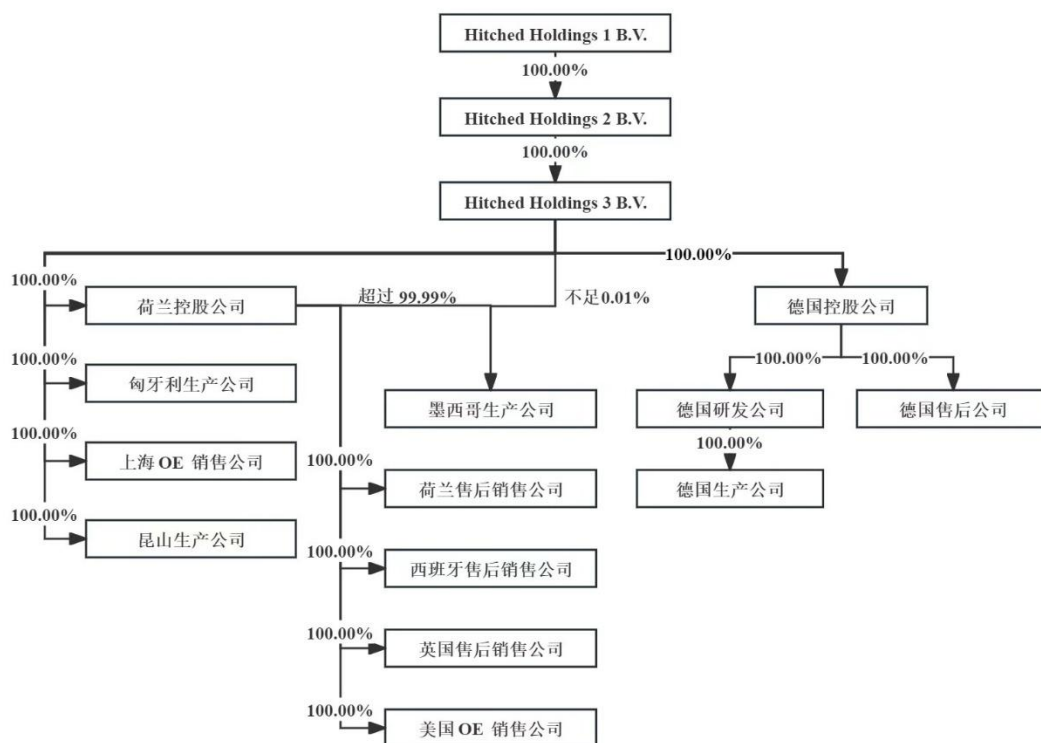 Hitched Holdings 1 B.V.
100.00%
Hitched Holdings 2 B.V.
100.00%
Hitched Holdings 3 B.V.
100.00%
100.00%
荷兰控股公司
超过 99.99%
不足0.01%
德国控股公司
100.00%
匈牙利生产公司
墨西哥生产公司
100.00%
100.00%
德国研发公司
德国售后公司
100.00%
上海 OE 销售公司
100.00%
荷兰售后销售公司
100.00%
德国生产公司
100.00%
昆山生产公司
100.00%
西班牙售后销售公司
100.00%
英国售后销售公司
100.00%
美国 OE 销售公司